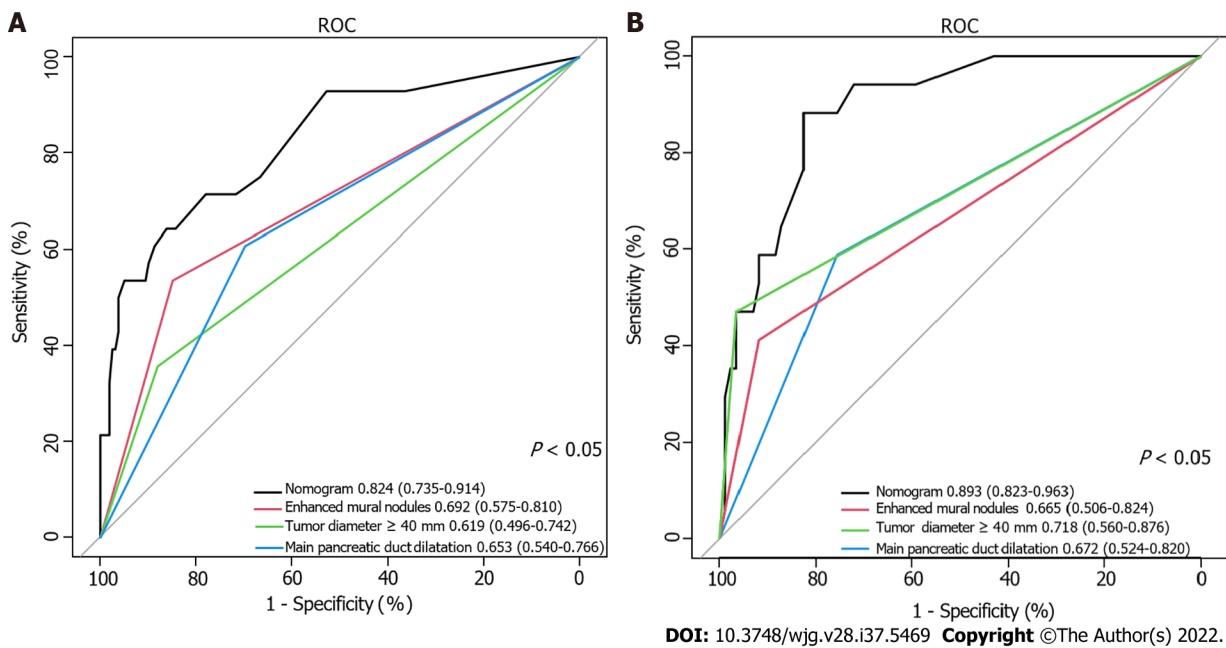 A
ROC
100
80
60
40
20
0
Sensitivity (%)
P < 0.05
Nomogram 0.824 (0.735-0.914)
Enhanced mural nodules 0.692 (0.575-0.810)
Tumor diameter ≥ 40 mm 0.619 (0.496-0.742)
Main pancreatic duct dilatation 0.653 (0.540-0.766)
100 80 60 40 20 0
1 - Specificity (%)
B
ROC
100
80
60
40
20
0
Sensitivity (%)
P < 0.05
Nomogram 0.893 (0.823-0.963)
Enhanced mural nodules 0.665 (0.506-0.824)
Tumor diameter ≥ 40 mm 0.718 (0.560-0.876)
Main pancreatic duct dilatation 0.672 (0.524-0.820)
100 80 60 40 20 0
1 - Specificity (%)
DOI: 10.3748/wjg.v28.i37.5469 Copyright ©The Author(s) 2022.